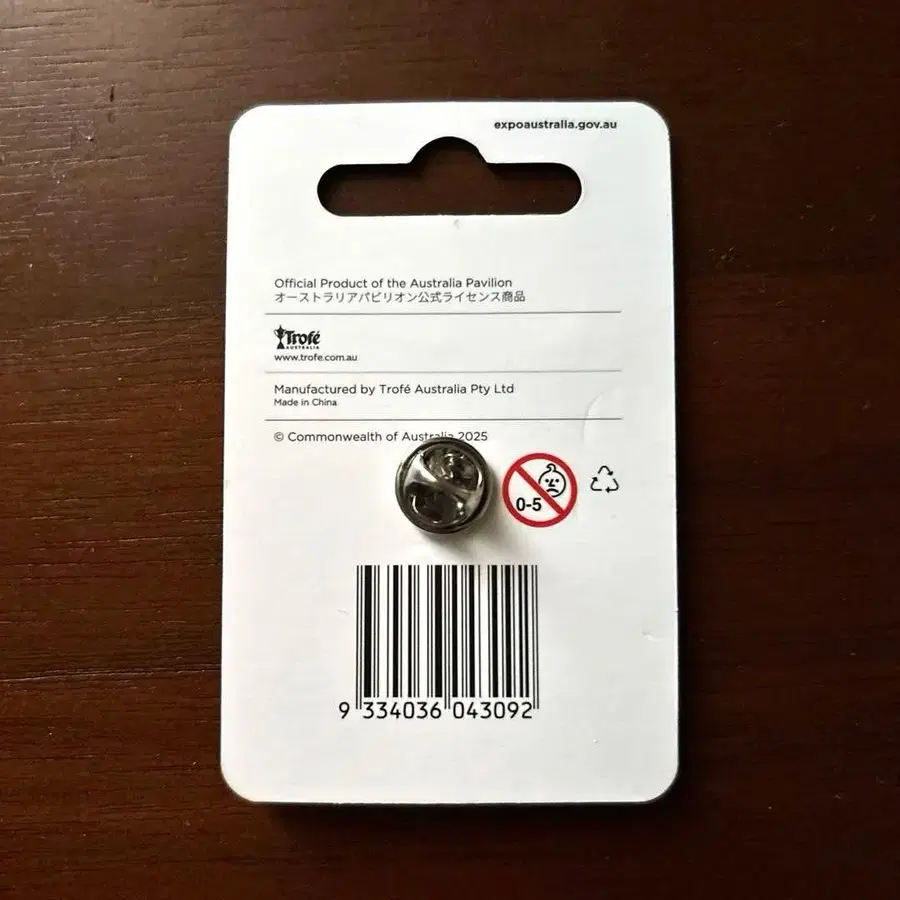 expoaustralia.gov.au
Official Product of the Australia Pavilion
オーストラリアパビリオン公式ライセンス商品
Trofé
AUSTRALIA
www.trofe.com.au
Manufactured by Trofé Australia Pty Ltd
Made in China
© Commonwealth of Australia 2025
0-5
9 334036 043092